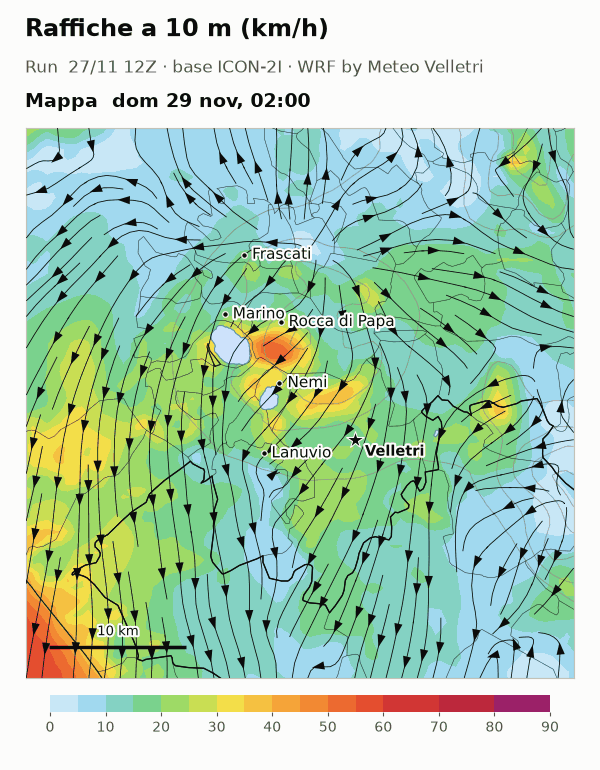 Raffiche a 10 m (km/h)
Run 27/11 12Z · base ICON-2I · WRF by Meteo Velletri
Mappa dom 29 nov, 02:00
Frascati
Marino
Rocca di Papa
Nemi
Velletri
Lanuvio
10 km
0 10 20 30 40 50 60 70 80 90